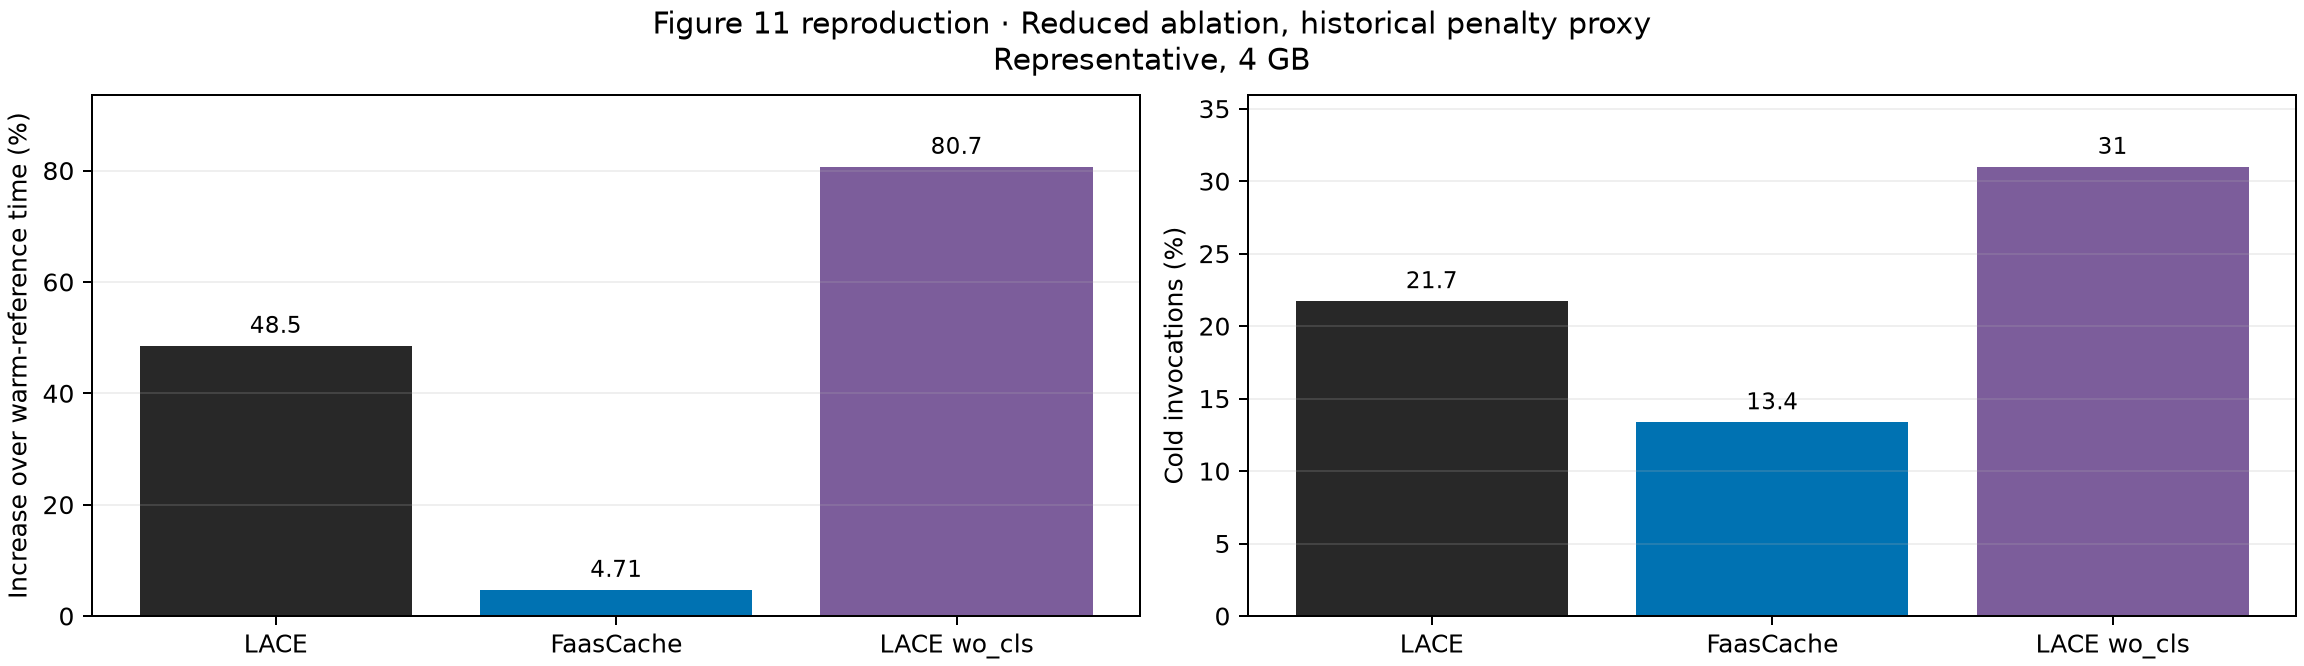 Figure 11 reproduction · Reduced ablation, historical penalty proxy
Representative, 4 GB
Increase over warm-reference time (%)
80
60
40
20
0
48.5
4.71
80.7
LACE
FaasCache
LACE wo_cls
Cold invocations (%)
35
30
25
20
15
10
5
0
21.7
13.4
31
LACE
FaasCache
LACE wo_cls